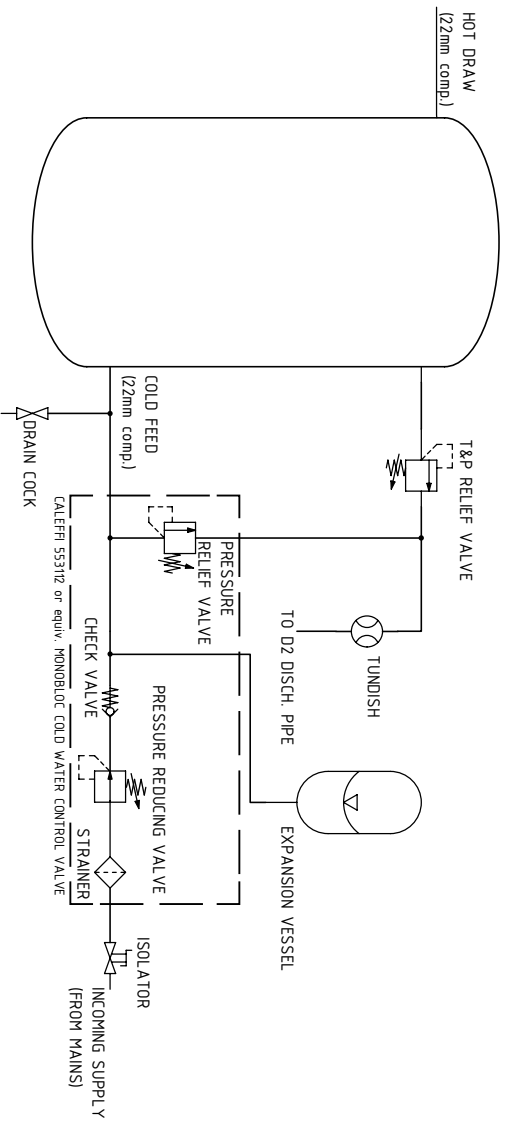 HOT DRAW
(22mm comp.)
T&P RELIEF VALVE
TUNDISH
TO D2 DISCH. PIPE
EXPANSION VESSEL
PRESSURE
RELIEF VALVE
PRESSURE REDUCING VALVE
COLD FEED
(22mm comp.)
DRAIN COCK
CHECK VALVE
STRAINER
ISOLATOR
INCOMING SUPPLY
(FROM MAINS)
CALEFFI 553112 or equiv. MONOBLOC COLD WATER CONTROL VALVE